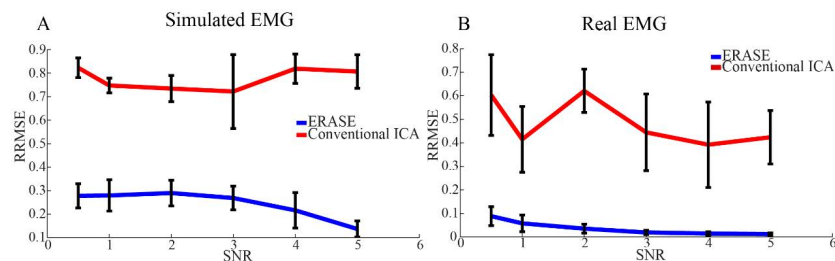 A
Simulated EMG
RRMSE
0.9
0.8
0.7
0.6
0.5
0.4
0.3
0.2
0.1
ERASE
Conventional ICA
1
2
3
4
5
6
SNR
B
Real EMG
RRMSE
0.8
0.7
0.6
0.5
0.4
0.3
0.2
0.1
0
ERASE
Conventional ICA
0
1
2
3
4
5
6
SNR